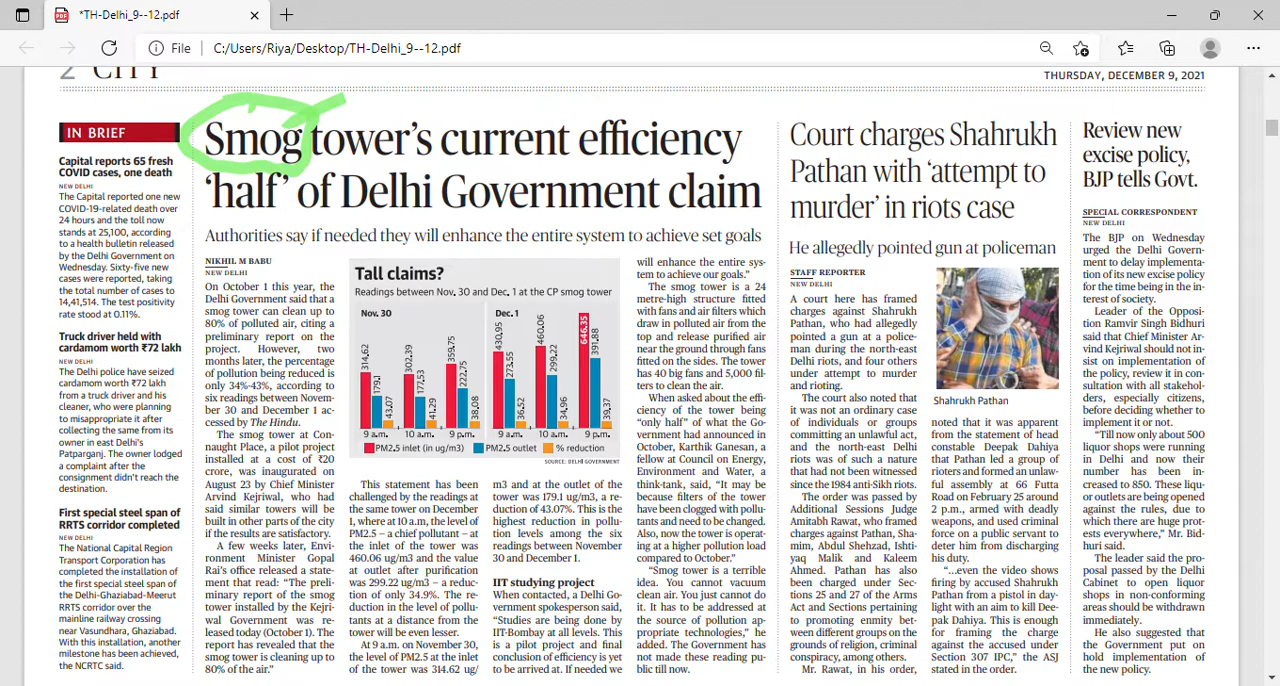 *TH-Delhi_9--12.pdf
File
C:/Users/Riya/Desktop/TH-Delhi_9--12.pdf
2 CITY
THURSDAY, DECEMBER 9, 2021
IN BRIEF
Capital reports 65 fresh
COVID cases, one death
NEW DELHI
The Capital reported one new
COVID-19-related death over
24 hours and the toll now
stands at 25,100, according
to a health bulletin released
by the Delhi Government on
Wednesday. Sixty-five new
cases were reported, taking
the total number of cases to
14,41,514. The test positivity
rate stood at 0.11%.
Truck driver held with
cardamom worth ₹72 lakh
NEW DELHI
The Delhi police have seized
cardamom worth ₹72 lakh
from a truck driver and his
cleaner, who were planning
to misappropriate it after
collecting the same from its
owner in east Delhi's
Patparganj. The owner lodged
a complaint after the
consignment didn't reach the
destination.
First special steel span of
RRTS corridor completed
NEW DELHI
The National Capital Region
Transport Corporation has
completed the installation of
the first special steel span of
the Delhi-Ghaziabad-Meerut
RRTS corridor over the
mainline railway crossing
near Vasundhara, Ghaziabad.
With this installation, another
milestone has been achieved,
the NCRTC said.
Smog tower's current efficiency
'half' of Delhi Government claim
Authorities say if needed they will enhance the entire system to achieve set goals
NIKHIL M BABU
NEW DELHI
On October 1 this year, the
Delhi Government said that a
smog tower can clean up to
80% of polluted air, citing a
preliminary report on the
project. However, two
months later, the percentage
of pollution being reduced is
only 34%-43%, according to
six readings between Novem-
ber 30 and December 1 ac-
cessed by The Hindu.
The smog tower at Con-
naught Place, a pilot project
installed at a cost of ₹20
crore, was inaugurated on
August 23 by Chief Minister
Arvind Kejriwal, who had
said similar towers will be
built in other parts of the city
if the results are satisfactory.
A few weeks later, Envi-
ronment Minister Gopal
Rai's office released a state-
ment that read: "The preli-
minary report of the smog
tower installed by the Kejri-
wal Government was re-
leased today (October 1). The
report has revealed that the
smog tower is cleaning up to
80% of the air."
Tall claims?
Readings between Nov. 30 and Dec. 1 at the CP smog tower
Nov. 30
314.62
179.1
43.07
9 a.m.
302.39
177.53
41.29
10 a.m.
359.75
222.75
38.08
9 p.m.
Dec. 1
430.95
273.55
36.52
9 a.m.
460.06
299.22
34.96
10 a.m.
646.35
391.88
39.37
9 p.m.
PM2.5 inlet (in ug/m3)
PM2.5 outlet
% reduction
SOURCE: DELHI GOVERNMENT
This statement has been
challenged by the readings at
the same tower on December
1, where at 10 a.m, the level of
PM2.5 – a chief pollutant – at
the inlet of the tower was
460.06 ug/m3 and the value
at outlet after purification
was 299.22 ug/m3 – a reduc-
tion of only 34.9%. The re-
duction in the level of pollu-
tants at a distance from the
tower will be even lesser.
At 9 a.m. on November 30,
the level of PM2.5 at the inlet
of the tower was 314.62 ug/
m3 and at the outlet of the
tower was 179.1 ug/m3, a re-
duction of 43.07%. This is the
highest reduction in pollu-
tion levels among the six
readings between November
30 and December 1.
IIT studying project
When contacted, a Delhi Go-
vernment spokesperson said,
"Studies are being done by
IIT-Bombay at all levels. This
is a pilot project and final
conclusion of efficiency is yet
to be arrived at. If needed we
will enhance the entire sys-
tem to achieve our goals."
The smog tower is a 24
metre-high structure fitted
with fans and air filters which
draw in polluted air from the
top and release purified air
near the ground through fans
fitted on the sides. The tower
has 40 big fans and 5,000 fil-
ters to clean the air.
When asked about the effi-
ciency of the tower being
"only half" of what the Go-
vernment had announced in
October, Karthik Ganesan, a
fellow at Council on Energy,
Environment and Water, a
think-tank, said, "It may be
because filters of the tower
have been clogged with pollu-
tants and need to be changed.
Also, now the tower is operat-
ing at a higher pollution load
compared to October."
"Smog tower is a terrible
idea. You cannot vacuum
clean air. You just cannot do
it. It has to be addressed at
the source of pollution ap-
propriate technologies," he
added. The Government has
not made these reading pu-
blic till now.
Court charges Shahrukh
Pathan with 'attempt to
murder' in riots case
He allegedly pointed gun at policeman
STAFF REPORTER
NEW DELHI
A court here has framed
charges against Shahrukh
Pathan, who had allegedly
pointed a gun at a police-
man during the north-east
Delhi riots, and four others
under attempt to murder
and rioting.
The court also noted that
it was not an ordinary case
of individuals or groups
committing an unlawful act,
and the north-east Delhi
riots was of such a nature
that had not been witnessed
since the 1984 anti-Sikh riots.
The order was passed by
Additional Sessions Judge
Amitabh Rawat, who framed
charges against Pathan, Sha-
mim, Abdul Shehzad, Ishti-
yaq Malik and Kaleem
Ahmed. Pathan has also
been charged under Sec-
tions 25 and 27 of the Arms
Act and Sections pertaining
to promoting enmity bet-
ween different groups on the
grounds of religion, criminal
conspiracy, among others.
Mr. Rawat, in his order,
Shahrukh Pathan
noted that it was apparent
from the statement of head
constable Deepak Dahiya
that Pathan led a group of
rioters and formed an unlaw-
ful assembly at 66 Futta
Road on February 25 around
2 p.m., armed with deadly
weapons, and used criminal
force on a public servant to
deter him from discharging
his duty.
"...even the video shows
firing by accused Shahrukh
Pathan from a pistol in day-
light with an aim to kill Dee-
pak Dahiya. This is enough
for framing the charge
against the accused under
Section 307 IPC," the ASJ
stated in the order.
Review new
excise policy,
BJP tells Govt.
SPECIAL CORRESPONDENT
NEW DELHI
The BJP on Wednesday
urged the Delhi Govern-
ment to delay implementa-
tion of its new excise policy
for the time being in the in-
terest of society.
Leader of the Opposi-
tion Ramvir Singh Bidhuri
said that Chief Minister Ar-
vind Kejriwal should not in-
sist on implementation of
the policy, review it in con-
sultation with all stakehol-
ders, especially citizens,
before deciding whether to
implement it or not.
"Till now only about 500
liquor shops were running
in Delhi and now their
number has been in-
creased to 850. These liqu-
or outlets are being opened
against the rules, due to
which there are huge prot-
ests everywhere," Mr. Bid-
huri said.
The leader said the pro-
posal passed by the Delhi
Cabinet to open liquor
shops in non-conforming
areas should be withdrawn
immediately.
He also suggested that
the Government put on
hold implementation of
the new policy.